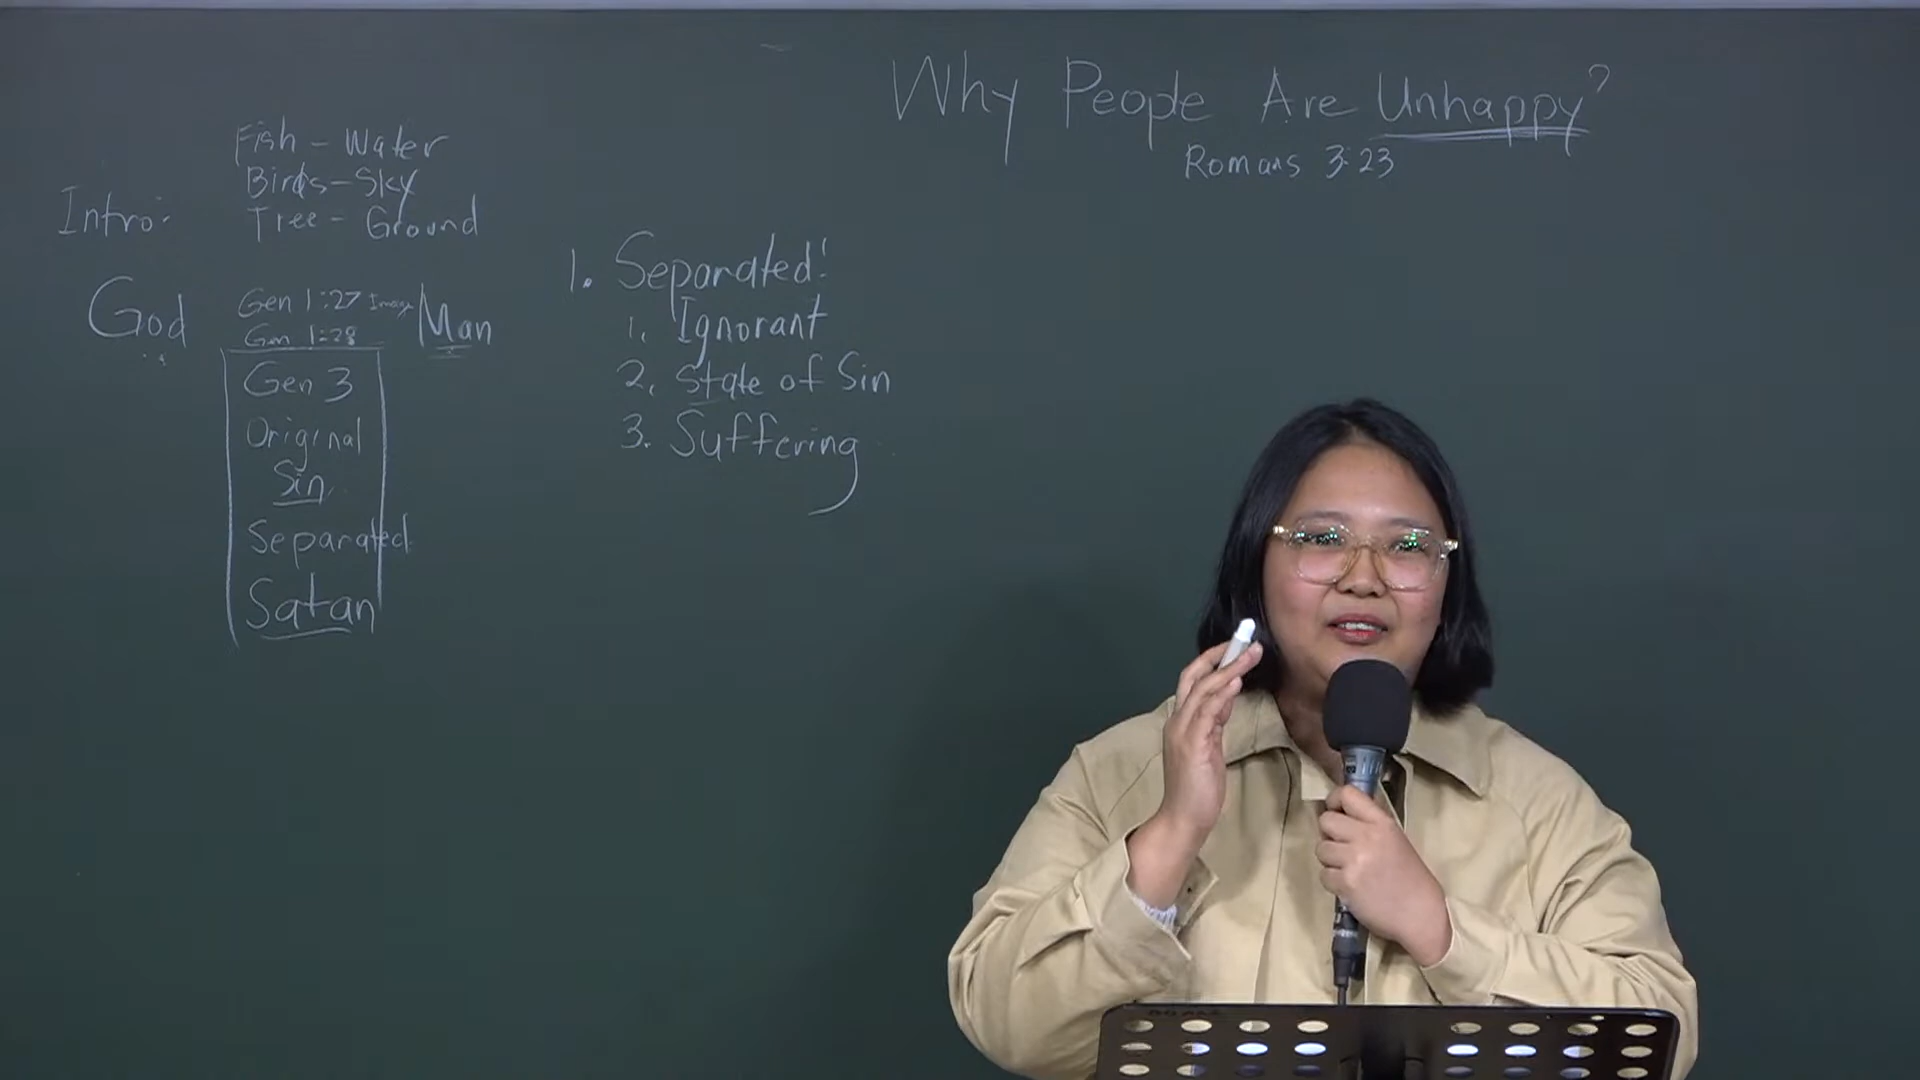 Why People Are Unhappy?
Romans 3:23
Intro:
Fish - Water
Birds - Sky
Tree - Ground
God
Gen 1:27 Image
Gen 1:28
Man
Gen 3
Original
Sin
Separated
Satan
1. Separated!
1. Ignorant
2. State of Sin
3. Suffering